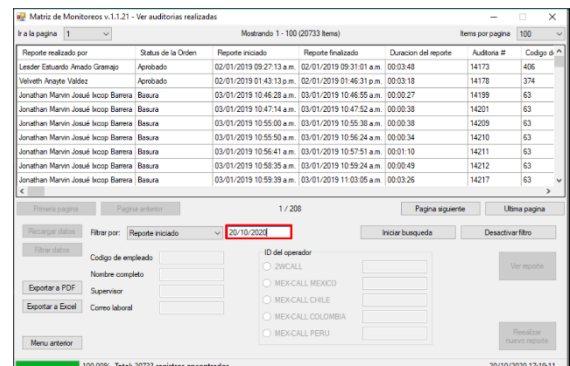 Matriz de Monitoreos v.1.1.21 - Ver auditorias realizadas
Ir a la pagina 1 Mostrando 1 - 100 (20733 Items) Items por pagina 100
Reporte realizado por Status de la Orden Reporte iniciado Reporte finalizado Duracion del reporte Auditoria # Codigo d
Lesder Estuardo Amado Gramajo Aprobado 02/01/2019 09:27:13 a.m. 02/01/2019 09:31:01 a.m. 00:03:48 14173 406
Velveth Anayte Valdez Aprobado 02/01/2019 01:43:13 p.m. 02/01/2019 01:46:31 p.m. 00:03:18 14178 374
Jonathan Marvin Josué Ixcop Barrera Basura 03/01/2019 10:46:28 a.m. 03/01/2019 10:46:55 a.m. 00:00:27 14199 63
Jonathan Marvin Josué Ixcop Barrera Basura 03/01/2019 10:47:14 a.m. 03/01/2019 10:47:52 a.m. 00:00:38 14201 63
Jonathan Marvin Josué Ixcop Barrera Basura 03/01/2019 10:55:00 a.m. 03/01/2019 10:55:38 a.m. 00:00:38 14209 63
Jonathan Marvin Josué Ixcop Barrera Basura 03/01/2019 10:55:50 a.m. 03/01/2019 10:56:24 a.m. 00:00:34 14210 63
Jonathan Marvin Josué Ixcop Barrera Basura 03/01/2019 10:56:41 a.m. 03/01/2019 10:57:51 a.m. 00:01:10 14211 63
Jonathan Marvin Josué Ixcop Barrera Basura 03/01/2019 10:58:35 a.m. 03/01/2019 10:59:24 a.m. 00:00:49 14212 63
Jonathan Marvin Josué Ixcop Barrera Basura 03/01/2019 10:59:39 a.m. 03/01/2019 11:03:05 a.m. 00:03:26 14217 63
Primera pagina Pagina anterior 1 / 208 Pagina siguiente Ultima pagina
Recargar datos Filtrar por: Reporte iniciado 20/10/2020 Iniciar busqueda Desactivar filtro
Filtrar datos
Codigo de empleado
Nombre completo
Supervisor
Correo laboral
ID del operador
2WCALL
MEX-CALL MEXICO
MEX-CALL CHILE
MEX-CALL COLOMBIA
MEX-CALL PERU
Ver reporte
Exportar a PDF
Exportar a Excel
Menu anterior
Reealizar
nuevo reporte
100.00% Total: 20733 registros encontrados 20/10/2020 17:19:11